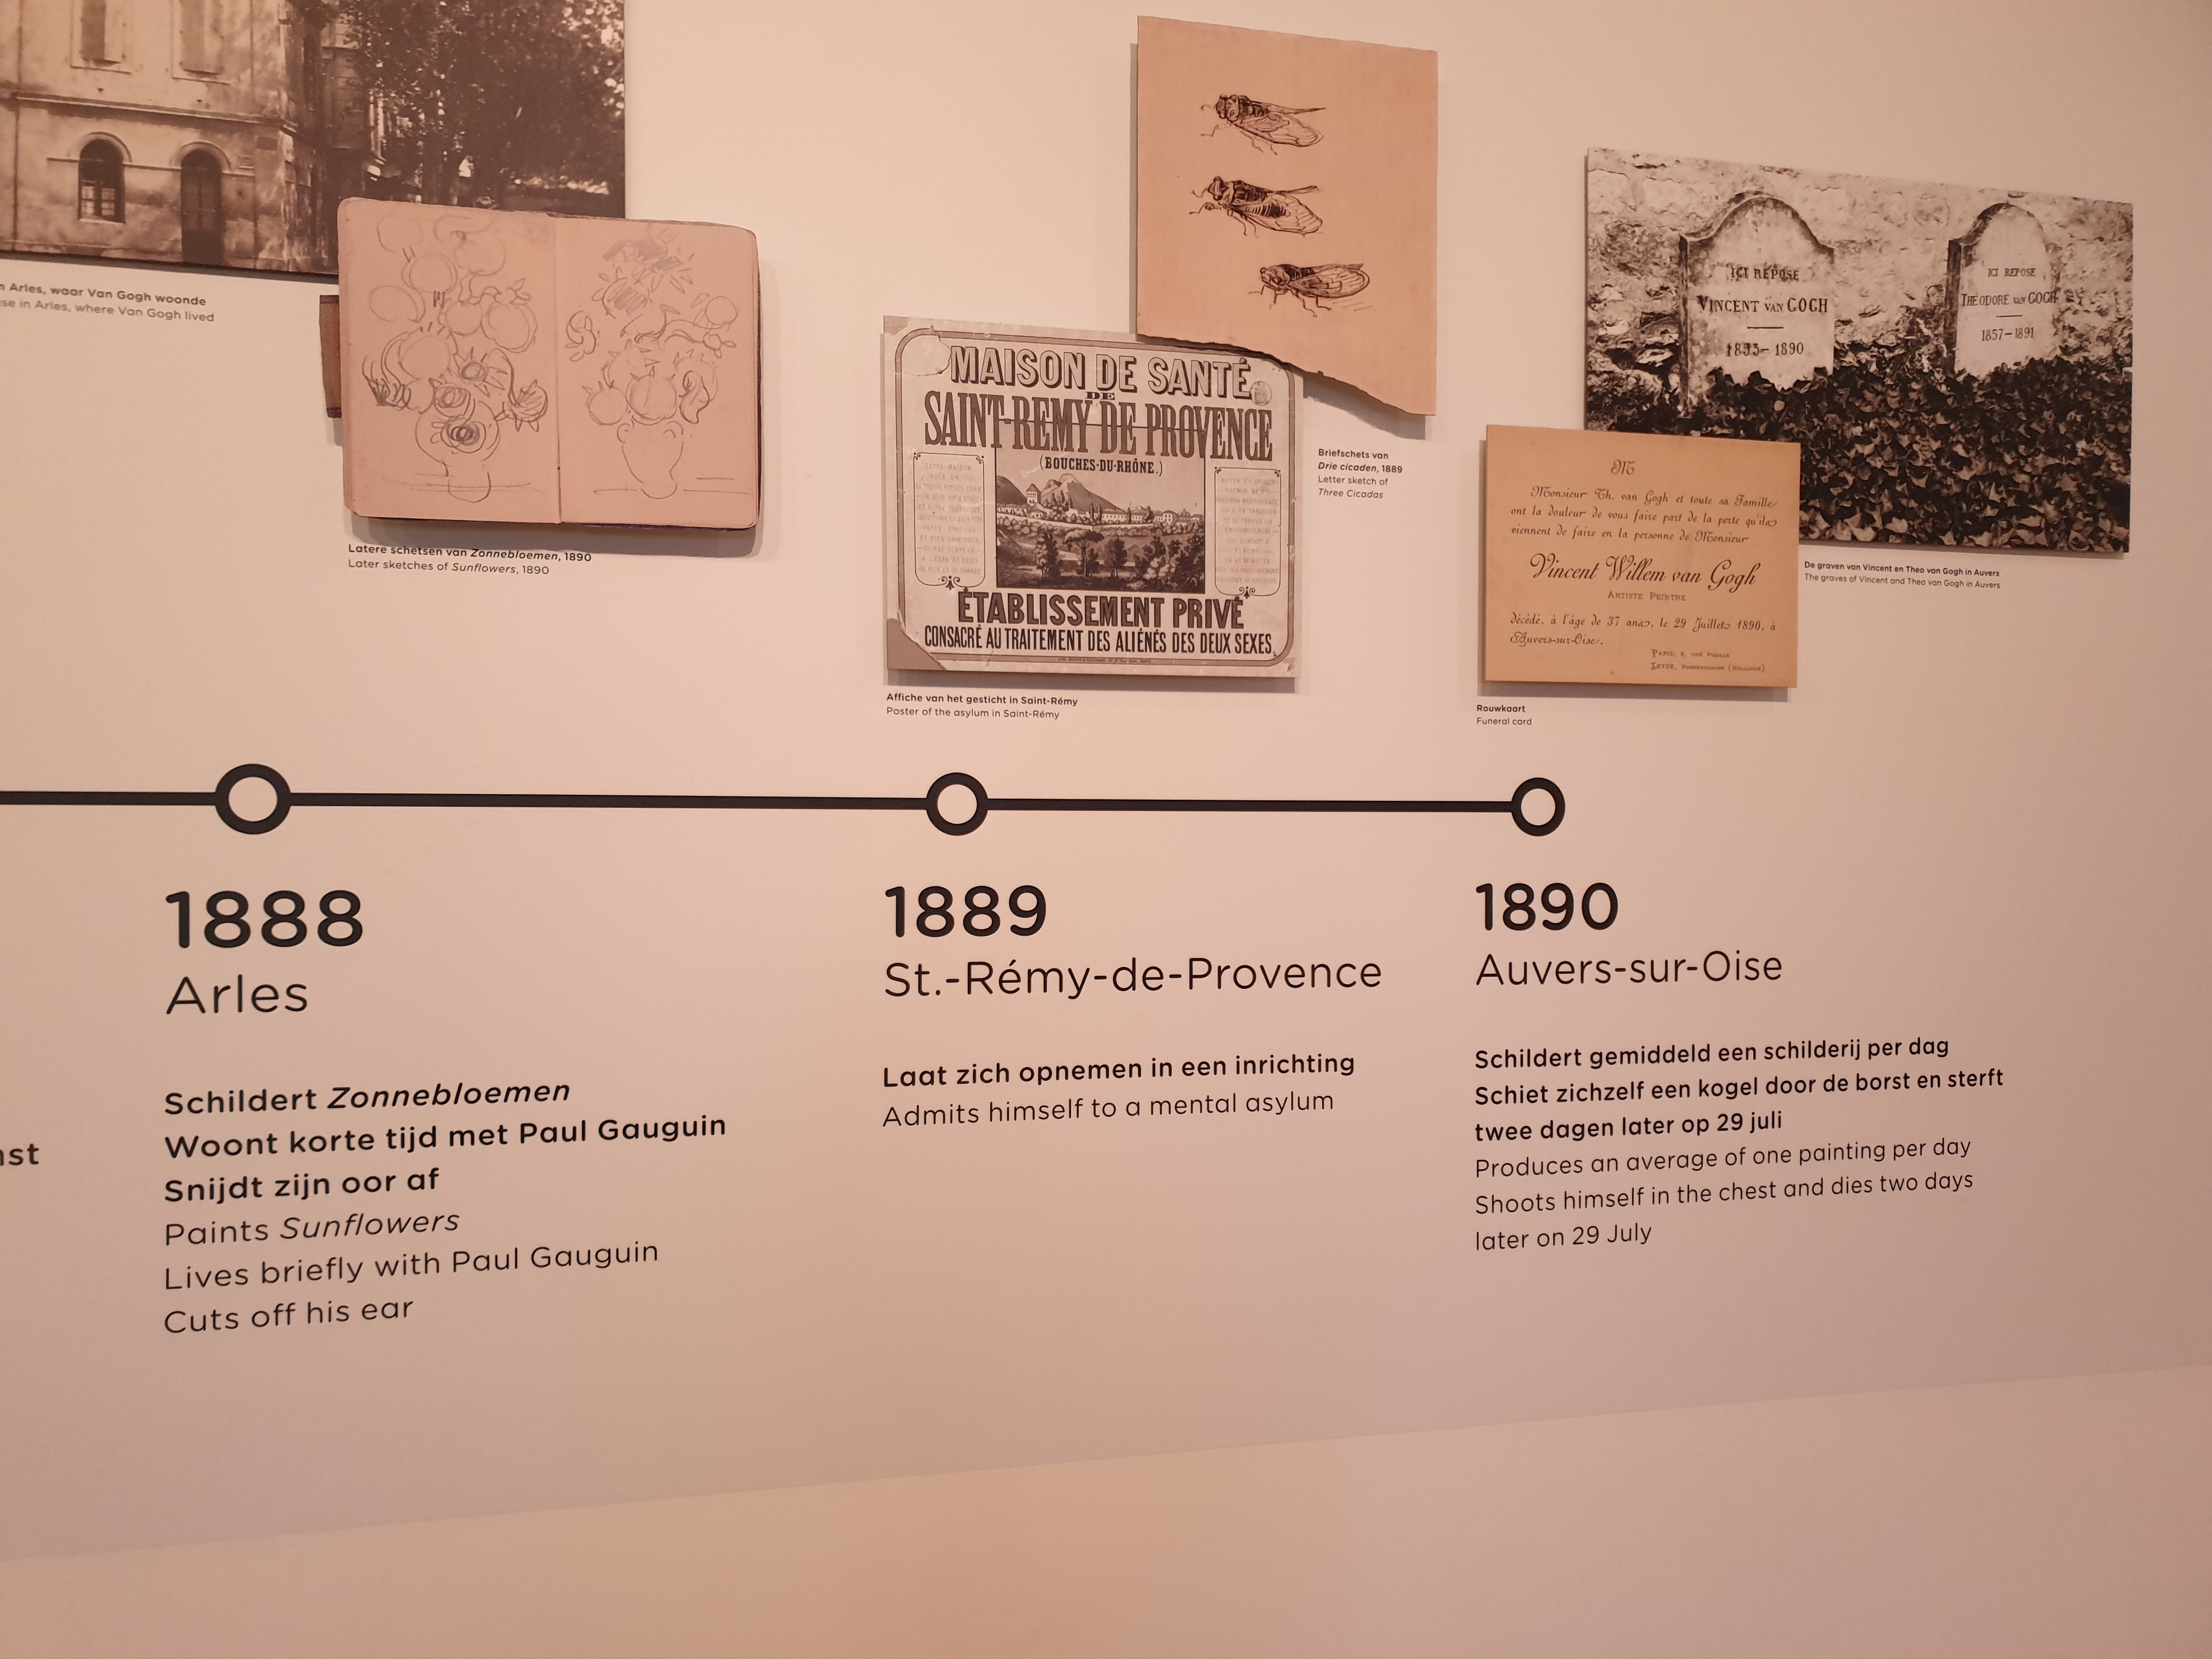 n Arles, waar Van Gogh woonde
se in Arles, where Van Gogh lived
Latere schetsen van Zonnebloemen, 1890
Later sketches of Sunflowers, 1890
MAISON DE SANTÉ
DE
SAINT-REMY DE PROVENCE
(BOUCHES-DU-RHÔNE.)
ÉTABLISSEMENT PRIVÉ
CONSACRÉ AU TRAITEMENT DES ALIÉNÉS DES DEUX SEXES.
Affiche van het gesticht in Saint-Rémy
Poster of the asylum in Saint-Rémy
Briefschets van
Drie cicaden, 1889
Letter sketch of
Three Cicadas
ICI REPOSE
VINCENT VAN GOGH
1853-1890
ICI REPOSE
THEODORE VAN GOGH
1857-1891
De graven van Vincent en Theo van Gogh in Auvers
The graves of Vincent and Theo van Gogh in Auvers
M
Monsieur Th. van Gogh et toute sa Famille
ont la douleur de vous faire part de la perte qu'ils
viennent de faire en la personne de Monsieur
Vincent Willem van Gogh
ARTISTE PEINTRE
décédé, à l'âge de 37 ans, le 29 Juillet 1890, à
Auvers-sur-Oise.
PARIS, 8, CITÉ PIGALLE
LEYDE, (HOLLANDE)
Rouwkaart
Funeral card
1888
Arles
nst
Schildert Zonnebloemen
Woont korte tijd met Paul Gauguin
Snijdt zijn oor af
Paints Sunflowers
Lives briefly with Paul Gauguin
Cuts off his ear
1889
St.-Rémy-de-Provence
Laat zich opnemen in een inrichting
Admits himself to a mental asylum
1890
Auvers-sur-Oise
Schildert gemiddeld een schilderij per dag
Schiet zichzelf een kogel door de borst en sterft
twee dagen later op 29 juli
Produces an average of one painting per day
Shoots himself in the chest and dies two days
later on 29 July